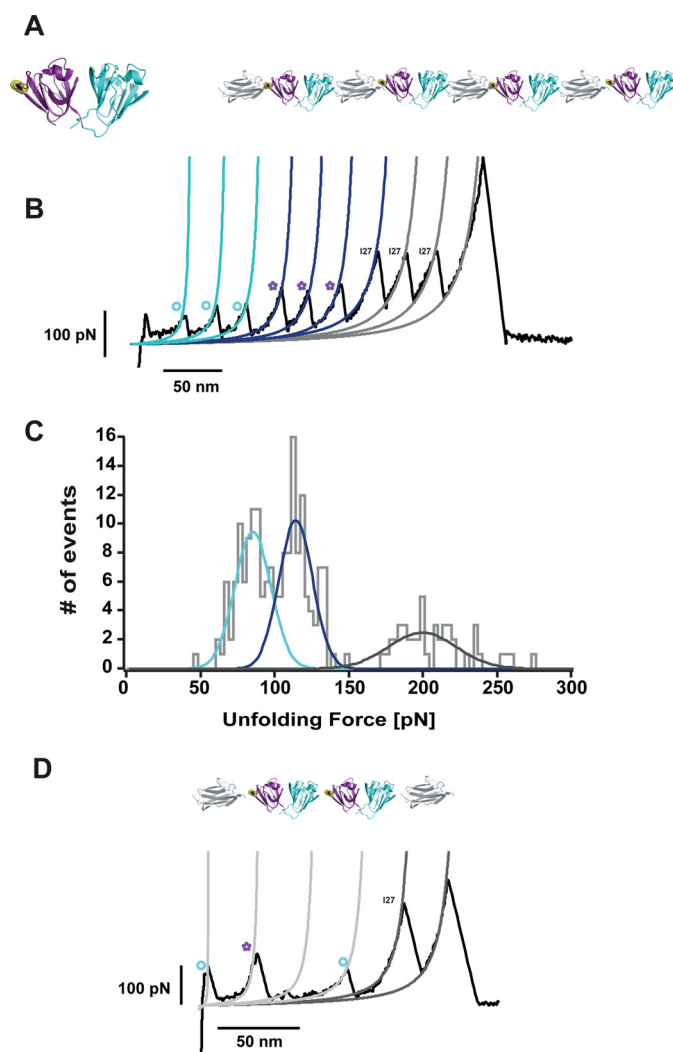 A
B
I27 I27 I27
100 pN
50 nm
C
16
14
12
10
8
6
4
2
0
# of events
0 50 100 150 200 250 300
Unfolding Force [pN]
D
I27
100 pN
50 nm